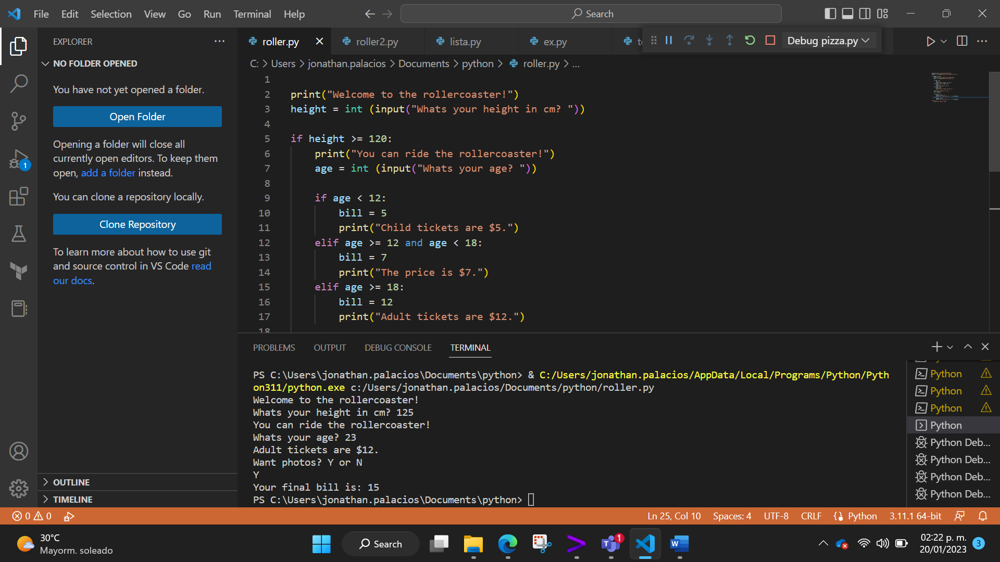 File Edit Selection View Go Run Terminal Help
Search
EXPLORER
NO FOLDER OPENED
You have not yet opened a folder.
Open Folder
Opening a folder will close all
currently open editors. To keep them
open, add a folder instead.
You can clone a repository locally.
Clone Repository
To learn more about how to use git
and source control in VS Code read
our docs.
OUTLINE
TIMELINE
1
roller.py roller2.py lista.py ex.py
Debug pizza.py
C: > Users > jonathan.palacios > Documents > python > roller.py > ...
1
2 print("Welcome to the rollercoaster!")
3 height = int (input("Whats your height in cm? "))
4
5 if height >= 120:
6 print("You can ride the rollercoaster!")
7 age = int (input("Whats your age? "))
8
9 if age < 12:
10 bill = 5
11 print("Child tickets are $5.")
12 elif age >= 12 and age < 18:
13 bill = 7
14 print("The price is $7.")
15 elif age >= 18:
16 bill = 12
17 print("Adult tickets are $12.")
18
PROBLEMS OUTPUT DEBUG CONSOLE TERMINAL
PS C:\Users\jonathan.palacios\Documents\python> & C:/Users/jonathan.palacios/AppData/Local/Programs/Python/Pyth
on311/python.exe c:/Users/jonathan.palacios/Documents/python/roller.py
Welcome to the rollercoaster!
Whats your height in cm? 125
You can ride the rollercoaster!
Whats your age? 23
Adult tickets are $12.
Want photos? Y or N
Y
Your final bill is: 15
PS C:\Users\jonathan.palacios\Documents\python>
Python
Python
Python
Python
Python Deb...
Python Deb...
Python Deb...
Python Deb...
0 0
Ln 25, Col 10 Spaces: 4 UTF-8 CRLF Python 3.11.1 64-bit
30°C
Mayorm. soleado
Search
1
02:22 p. m.
20/01/2023
3